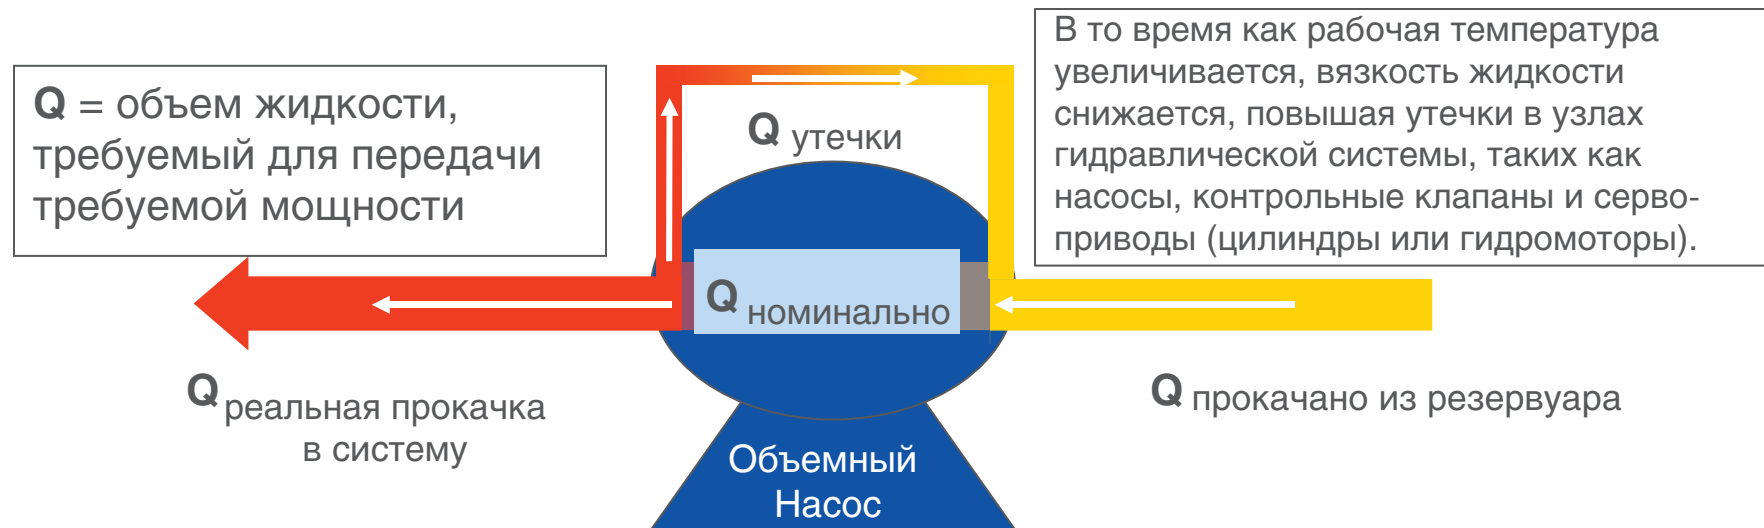 Q = объем жидкости,
требуемый для передачи
требуемой мощности
В то время как рабочая температура
увеличивается, вязкость жидкости
снижается, повышая утечки в узлах
гидравлической системы, таких как
насосы, контрольные клапаны и серво-
приводы (цилиндры или гидромоторы).
Q утечки
Q номинально
Q реальная прокачка
в систему
Q прокачано из резервуара
Объемный
Насос